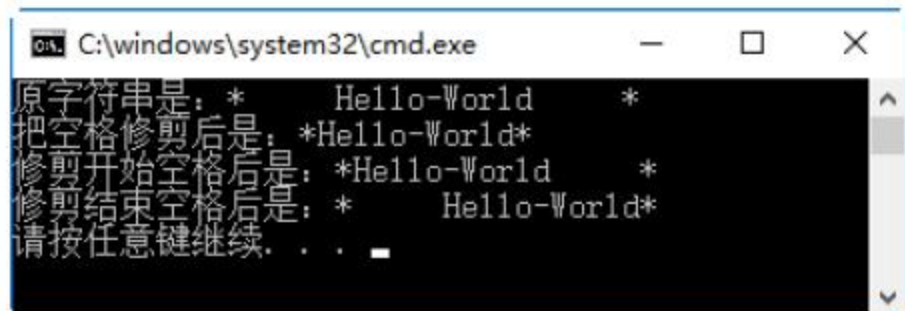 C:\windows\system32\cmd.exe
原字符串是：*     Hello-World     *
把空格修剪后是：*Hello-World*
修剪开始空格后是：*Hello-World     *
修剪结束空格后是：*     Hello-World*
请按任意键继续. . .